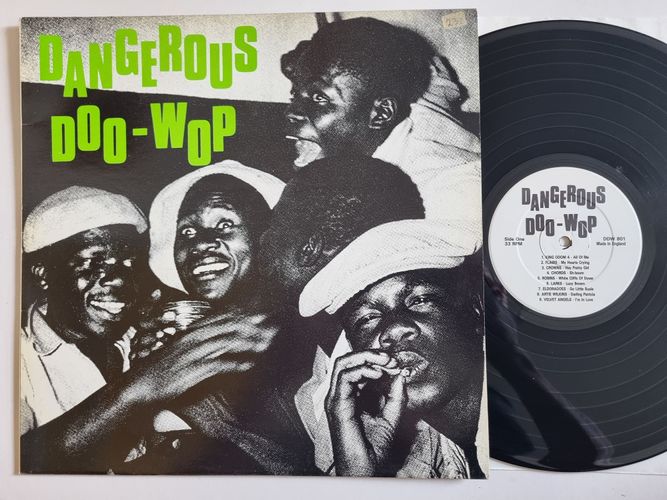 DANGEROUS
DOO-WOP
DANGEROUS
DOO-WOP
Side One
33 RPM
DOW 801
Made in England
1. KING ODOM 4 - All Of Me
2. FLAIRS - My Hearts Crying
3. CROWNS - Hey Pretty Girl
4. CHORDS - Sh-boom
5. ROBINS - White Cliffs Of Dover
6. LARKS - Lucy Brown
7. ELDORADOES - Go Little Susie
8. ARTIE WILKINS - Darling Patricia
9. VELVET ANGELS - I'm In Love